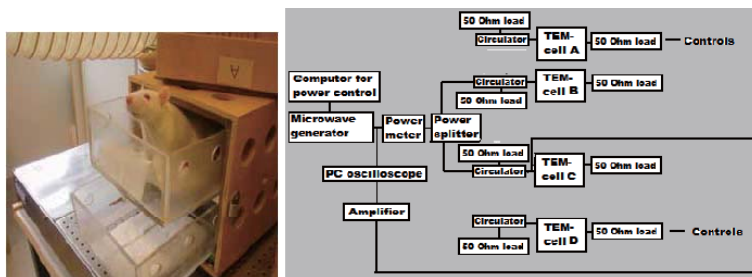 A
50 Ohm load
Circulator
TEM-
cell A
50 Ohm load
Controls
Computor for
power control
Circulator
50 Ohm load
TEM-
cell B
50 Ohm load
Microwave
generator
Power
meter
Power
splitter
50 Ohm load
Circulator
TEM-
cell C
50 Ohm load
PC oscilloscope
Amplifier
Circulator
50 Ohm load
TEM-
cell D
50 Ohm load
Controle